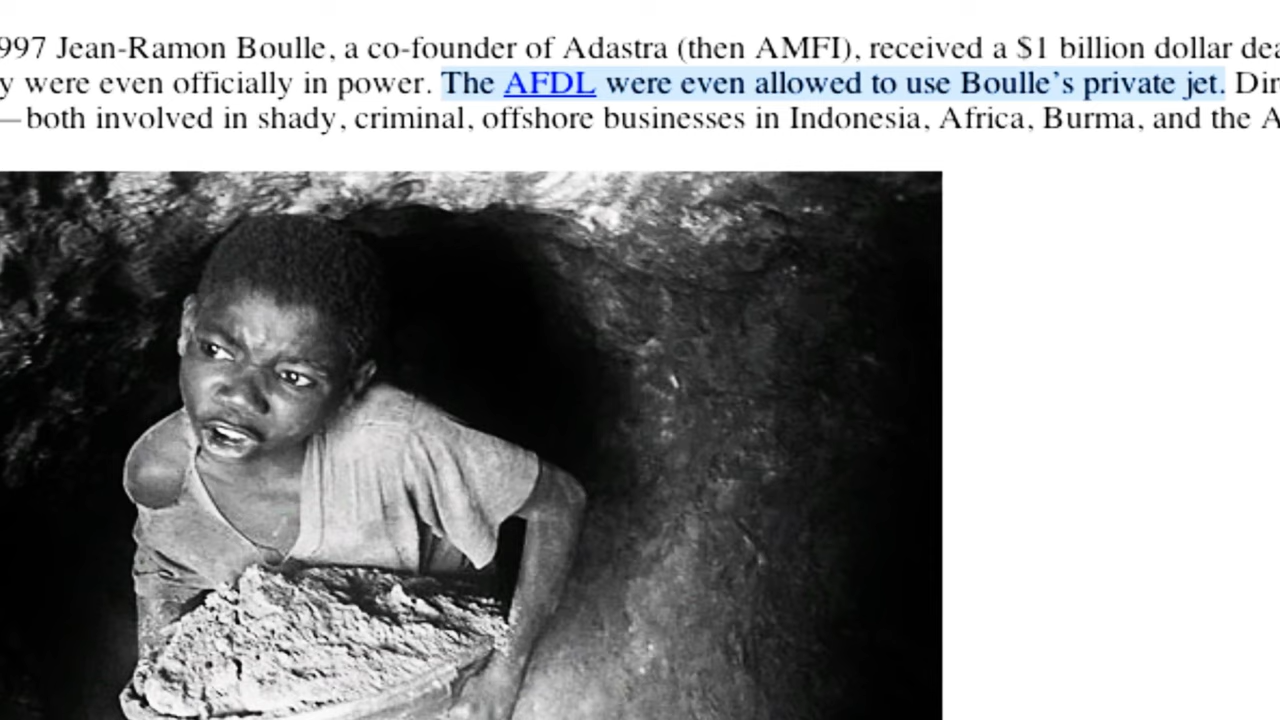 997 Jean-Ramon Boulle, a co-founder of Adastra (then AMFI), received a $1 billion dollar dea
y were even officially in power. The AFDL were even allowed to use Boulle’s private jet. Dir
—both involved in shady, criminal, offshore businesses in Indonesia, Africa, Burma, and the A